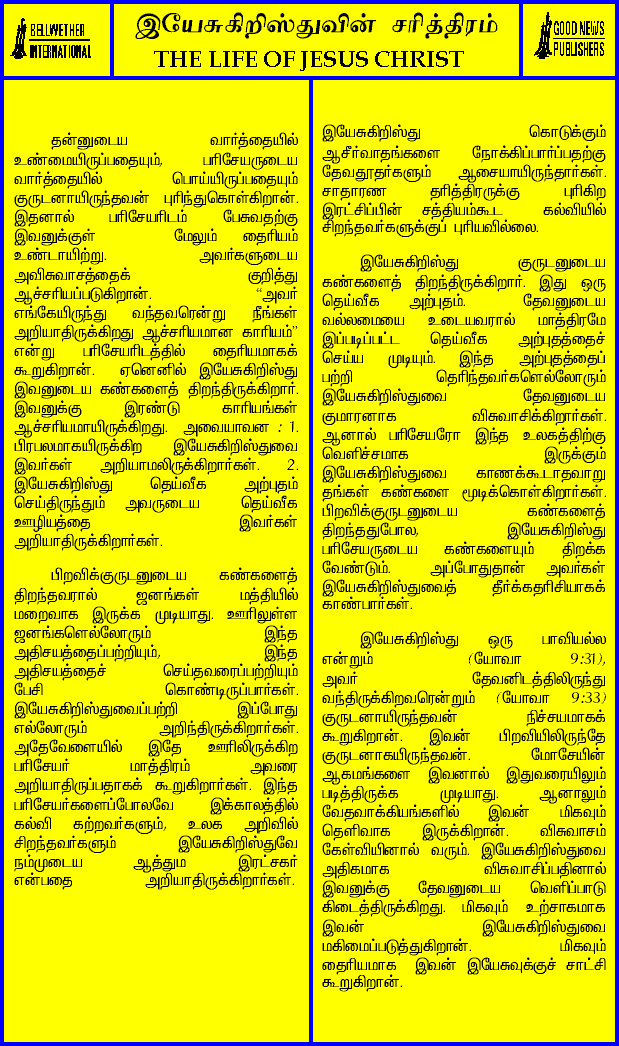 BELLWETHER
INTERNATIONAL
இயேசுகிறிஸ்துவின் சரித்திரம்
THE LIFE OF JESUS CHRIST
GOOD NEWS
PUBLISHERS
தன்னுடைய வார்த்தையில்
உண்மையிருப்பதையும், பரிசேயருடைய
வார்த்தையில் பொய்யிருப்பதையும்
குருடனாயிருந்தவன் புரிந்துகொள்கிறான்.
இதனால் பரிசேயரிடம் பேசுவதற்கு
இவனுக்குள் மேலும் தைரியம்
உண்டாயிற்று. அவர்களுடைய
அவிசுவாசத்தைக் குறித்து
ஆச்சரியப்படுகிறான். “அவர்
எங்கேயிருந்து வந்தவரென்று நீங்கள்
அறியாதிருக்கிறது ஆச்சரியமான காரியம்”
என்று பரிசேயரிடத்தில் தைரியமாகக்
கூறுகிறான். ஏனெனில் இயேசுகிறிஸ்து
இவனுடைய கண்களைத் திறந்திருக்கிறார்.
இவனுக்கு இரண்டு காரியங்கள்
ஆச்சரியமாயிருக்கிறது. அவையாவன : 1.
பிரபலமாகயிருக்கிற இயேசுகிறிஸ்துவை
இவர்கள் அறியாமலிருக்கிறார்கள். 2.
இயேசுகிறிஸ்து தெய்வீக அற்புதம்
செய்திருந்தும் அவருடைய தெய்வீக
ஊழியத்தை இவர்கள்
அறியாதிருக்கிறார்கள்.
பிறவிக்குருடனுடைய கண்களைத்
திறந்தவரால் ஜனங்கள் மத்தியில்
மறைவாக இருக்க முடியாது. ஊரிலுள்ள
ஜனங்களெல்லோரும் இந்த
அதிசயத்தைப்பற்றியும், இந்த
அதிசயத்தைச் செய்தவரைப்பற்றியும்
பேசி கொண்டிருப்பார்கள்.
இயேசுகிறிஸ்துவைப்பற்றி இப்போது
எல்லோரும் அறிந்திருக்கிறார்கள்.
அதேவேளையில் இதே ஊரிலிருக்கிற
பரிசேயர் மாத்திரம் அவரை
அறியாதிருப்பதாகக் கூறுகிறார்கள். இந்த
பரிசேயர்களைப்போலவே இக்காலத்தில்
கல்வி கற்றவர்களும், உலக அறிவில்
சிறந்தவர்களும் இயேசுகிறிஸ்துவே
நம்முடைய ஆத்தும இரட்சகர்
என்பதை அறியாதிருக்கிறார்கள்.
இயேசுகிறிஸ்து கொடுக்கும்
ஆசீர்வாதங்களை நோக்கிப்பார்ப்பதற்கு
தேவதூதர்களும் ஆசையாயிருந்தார்கள்.
சாதாரண தரித்திரருக்கு புரிகிற
இரட்சிப்பின் சத்தியம்கூட கல்வியில்
சிறந்தவர்களுக்குப் புரியவில்லை.
இயேசுகிறிஸ்து குருடனுடைய
கண்களைத் திறந்திருக்கிறார். இது ஒரு
தெய்வீக அற்புதம். தேவனுடைய
வல்லமையை உடையவரால் மாத்திரமே
இப்படிப்பட்ட தெய்வீக அற்புதத்தைச்
செய்ய முடியும். இந்த அற்புதத்தைப்
பற்றி தெரிந்தவர்களெல்லோரும்
இயேசுகிறிஸ்துவை தேவனுடைய
குமாரனாக விசுவாசிக்கிறார்கள்.
ஆனால் பரிசேயரோ இந்த உலகத்திற்கு
வெளிச்சமாக இருக்கும்
இயேசுகிறிஸ்துவை காணக்கூடாதவாறு
தங்கள் கண்களை மூடிக்கொள்கிறார்கள்.
பிறவிக்குருடனுடைய கண்களைத்
திறந்ததுபோல, இயேசுகிறிஸ்து
பரிசேயருடைய கண்களையும் திறக்க
வேண்டும். அப்போதுதான் அவர்கள்
இயேசுகிறிஸ்துவைத் தீர்க்கதரிசியாகக்
காண்பார்கள்.
இயேசுகிறிஸ்து ஒரு பாவியல்ல
என்றும் (யோவா 9:31),
அவர் தேவனிடத்திலிருந்து
வந்திருக்கிறவரென்றும் (யோவா 9:33)
குருடனாயிருந்தவன் நிச்சயமாகக்
கூறுகிறான். இவன் பிறவியிலிருந்தே
குருடனாகயிருந்தவன். மோசேயின்
ஆகமங்களை இவனால் இதுவரையிலும்
படித்திருக்க முடியாது. ஆனாலும்
வேதவாக்கியங்களில் இவன் மிகவும்
தெளிவாக இருக்கிறான். விசுவாசம்
கேள்வியினால் வரும். இயேசுகிறிஸ்துவை
அதிகமாக விசுவாசிப்பதினால்
இவனுக்கு தேவனுடைய வெளிப்பாடு
கிடைத்திருக்கிறது. மிகவும் உற்சாகமாக
இவன் இயேசுகிறிஸ்துவை
மகிமைப்படுத்துகிறான். மிகவும்
தைரியமாக இவன் இயேசுவுக்குச் சாட்சி
கூறுகிறான்.